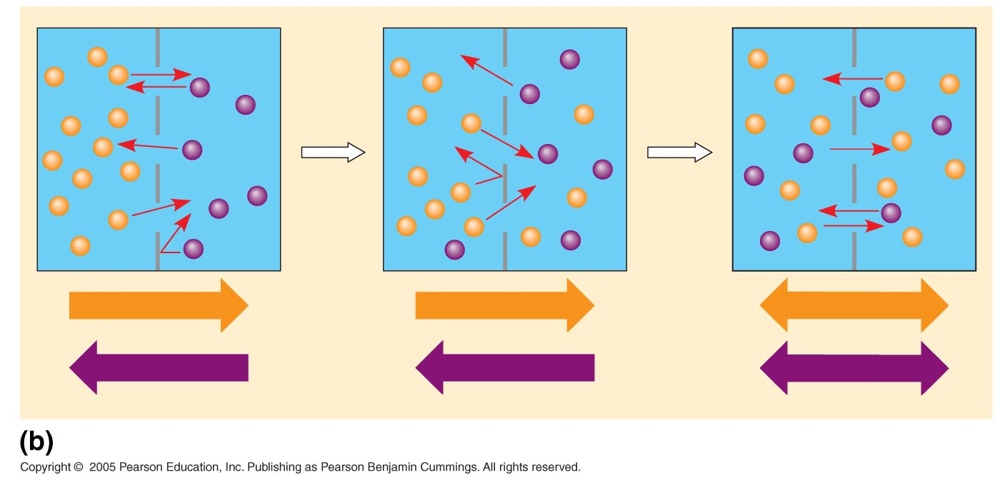 (b)
Copyright © 2005 Pearson Education, Inc. Publishing as Pearson Benjamin Cummings. All rights reserved.